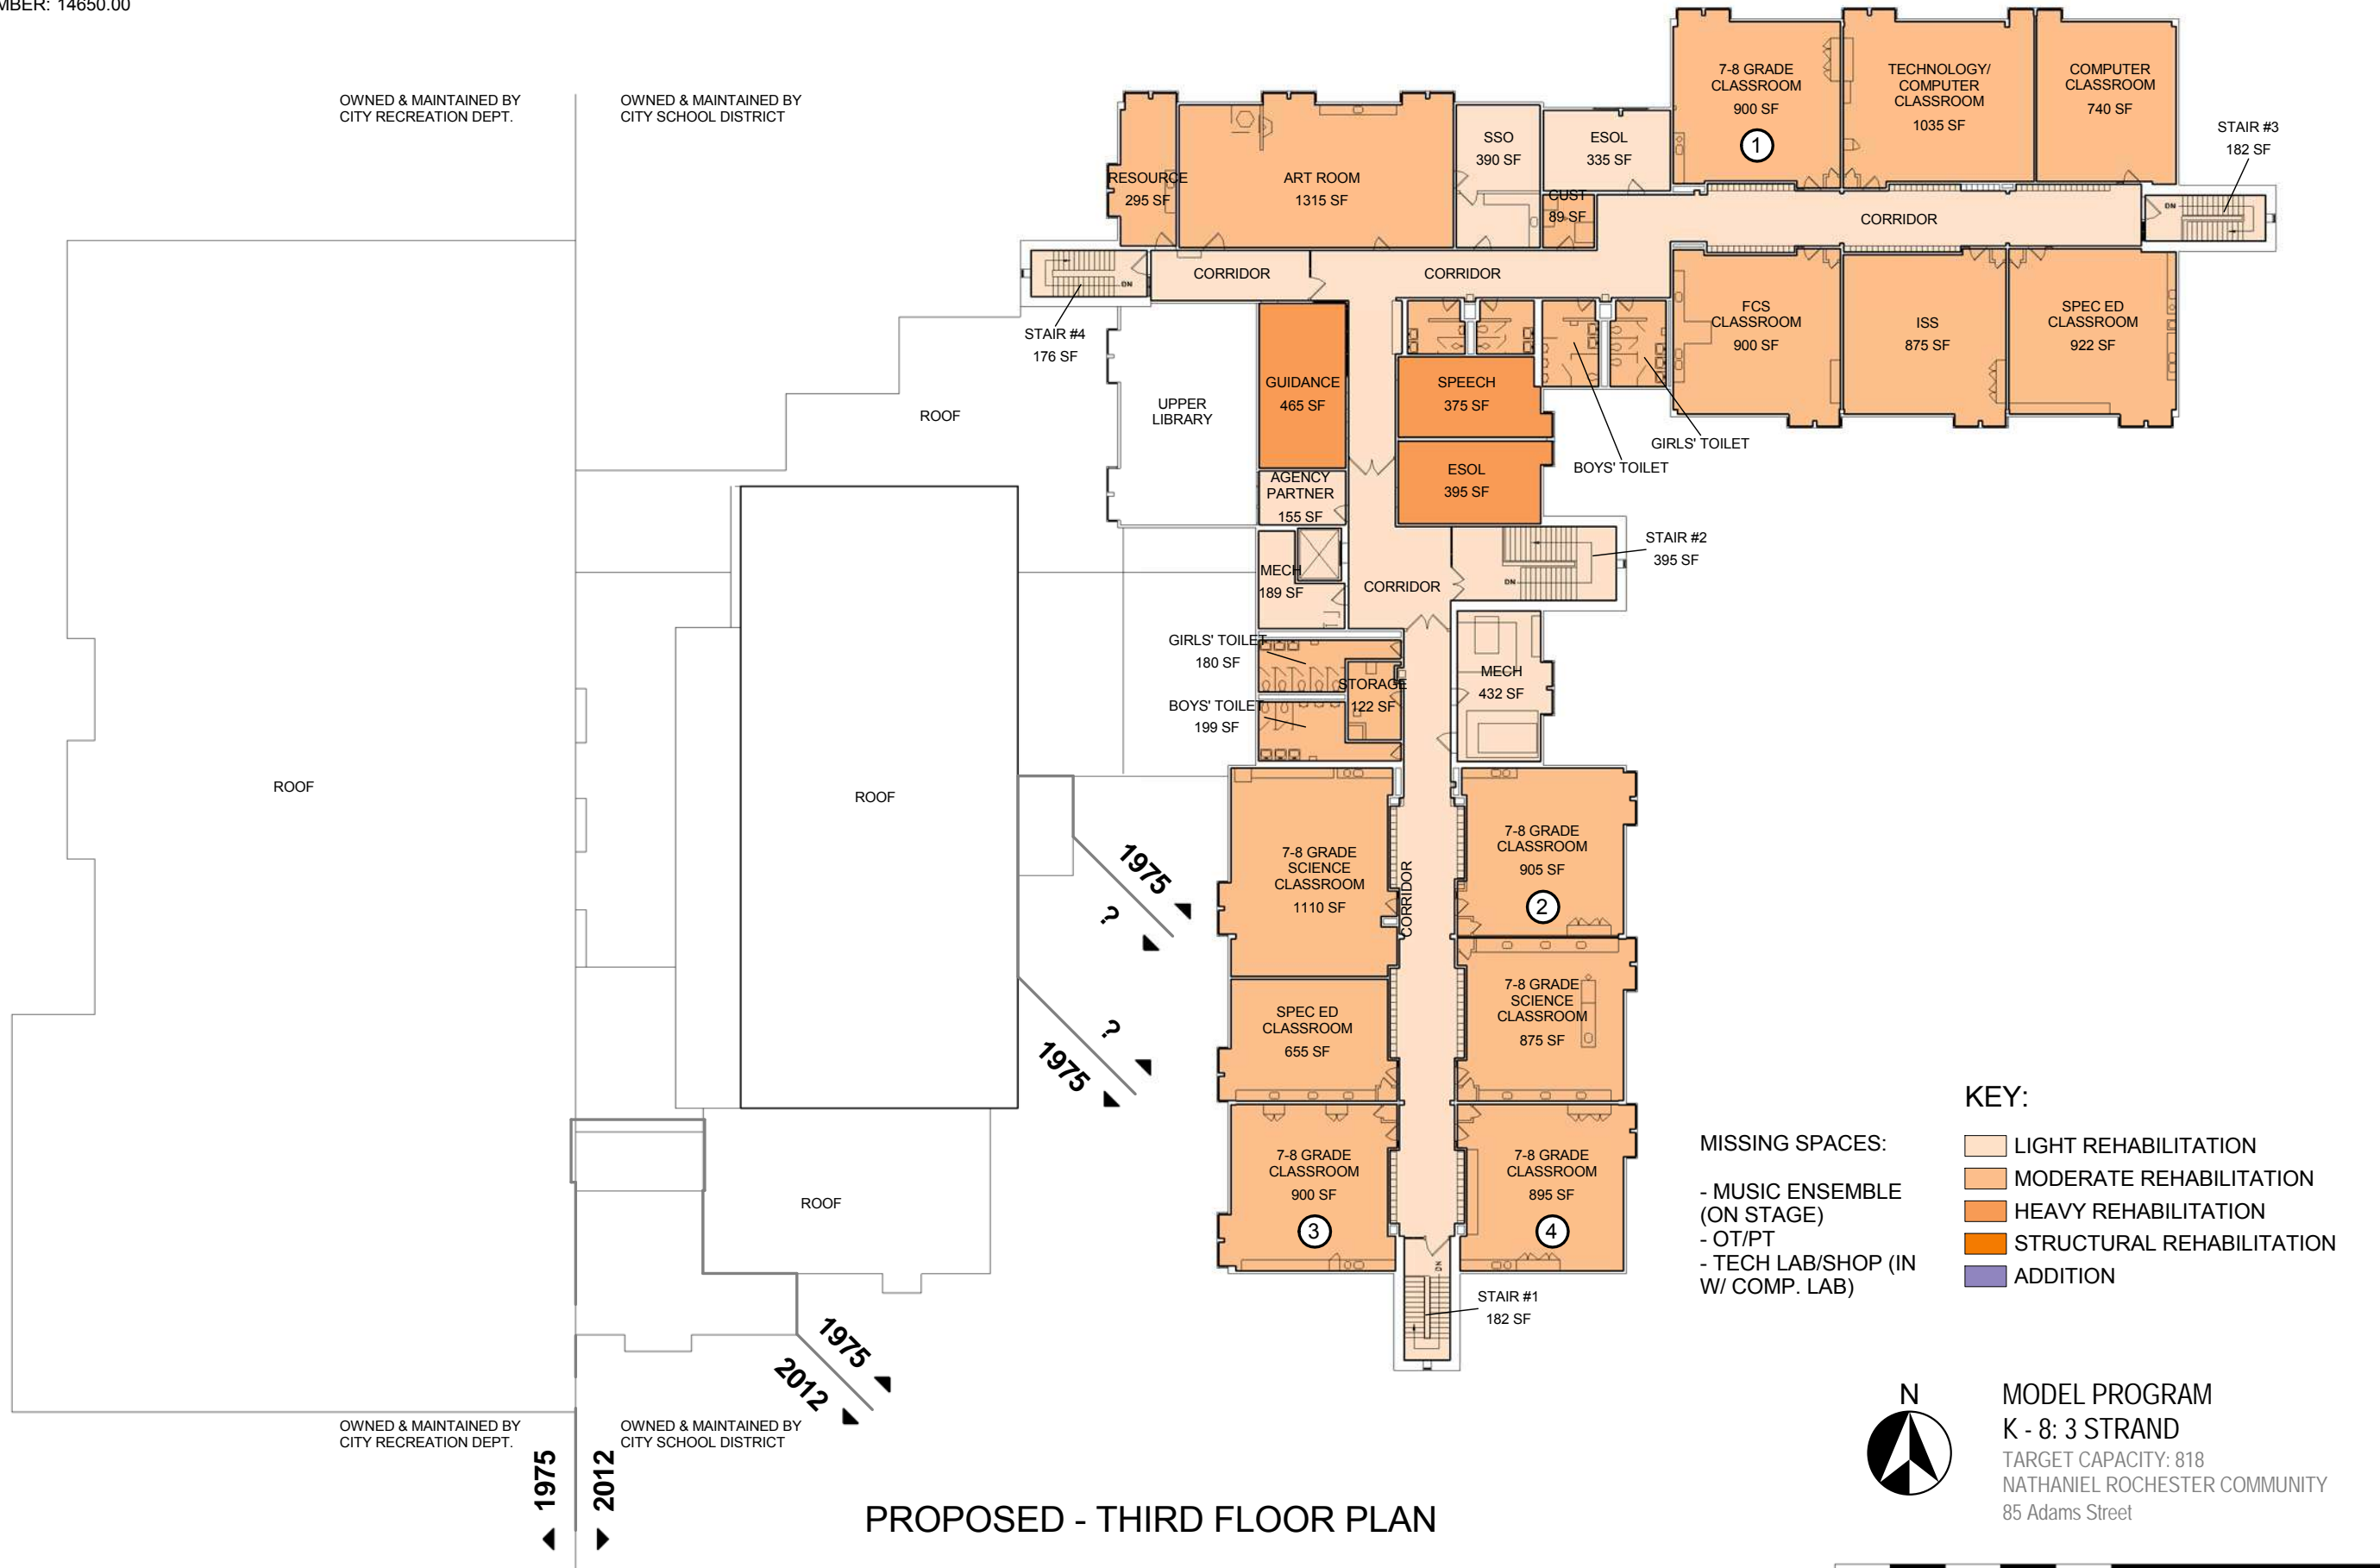 MBER: 14650.00
OWNED & MAINTAINED BY
CITY RECREATION DEPT.
OWNED & MAINTAINED BY
CITY SCHOOL DISTRICT
7-8 GRADE
CLASSROOM
900 SF
1
TECHNOLOGY/
COMPUTER
CLASSROOM
1035 SF
COMPUTER
CLASSROOM
740 SF
STAIR #3
182 SF
DN
RESOURCE
295 SF
ART ROOM
1315 SF
SSO
390 SF
ESOL
335 SF
CUST
89 SF
CORRIDOR
CORRIDOR
CORRIDOR
DN
STAIR #4
176 SF
FCS
CLASSROOM
900 SF
ISS
875 SF
SPEC ED
CLASSROOM
922 SF
GUIDANCE
465 SF
SPEECH
375 SF
UPPER
LIBRARY
ROOF
GIRLS' TOILET
BOYS' TOILET
ESOL
395 SF
AGENCY
PARTNER
155 SF
STAIR #2
395 SF
DN
MECH
189 SF
CORRIDOR
GIRLS' TOILET
180 SF
STORAGE
122 SF
BOYS' TOILET
199 SF
MECH
432 SF
ROOF
ROOF
7-8 GRADE
SCIENCE
CLASSROOM
1110 SF
CORRIDOR
7-8 GRADE
CLASSROOM
905 SF
2
1975
?
SPEC ED
CLASSROOM
655 SF
7-8 GRADE
SCIENCE
CLASSROOM
875 SF
?
1975
7-8 GRADE
CLASSROOM
900 SF
3
7-8 GRADE
CLASSROOM
895 SF
4
ROOF
DN
STAIR #1
182 SF
1975
2012
MISSING SPACES:
- MUSIC ENSEMBLE
(ON STAGE)
- OT/PT
- TECH LAB/SHOP (IN
W/ COMP. LAB)
KEY:
LIGHT REHABILITATION
MODERATE REHABILITATION
HEAVY REHABILITATION
STRUCTURAL REHABILITATION
ADDITION
OWNED & MAINTAINED BY
CITY RECREATION DEPT.
OWNED & MAINTAINED BY
CITY SCHOOL DISTRICT
1975
2012
PROPOSED - THIRD FLOOR PLAN
N
MODEL PROGRAM
K - 8: 3 STRAND
TARGET CAPACITY: 818
NATHANIEL ROCHESTER COMMUNITY
85 Adams Street